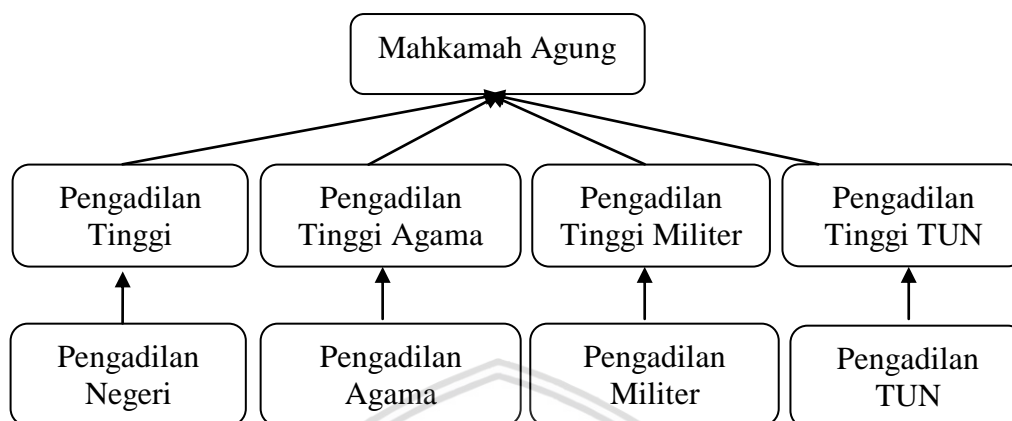 Mahkamah Agung
Pengadilan
Tinggi
Pengadilan
Tinggi Agama
Pengadilan
Tinggi Militer
Pengadilan
Tinggi TUN
Pengadilan
Negeri
Pengadilan
Agama
Pengadilan
Militer
Pengadilan
TUN